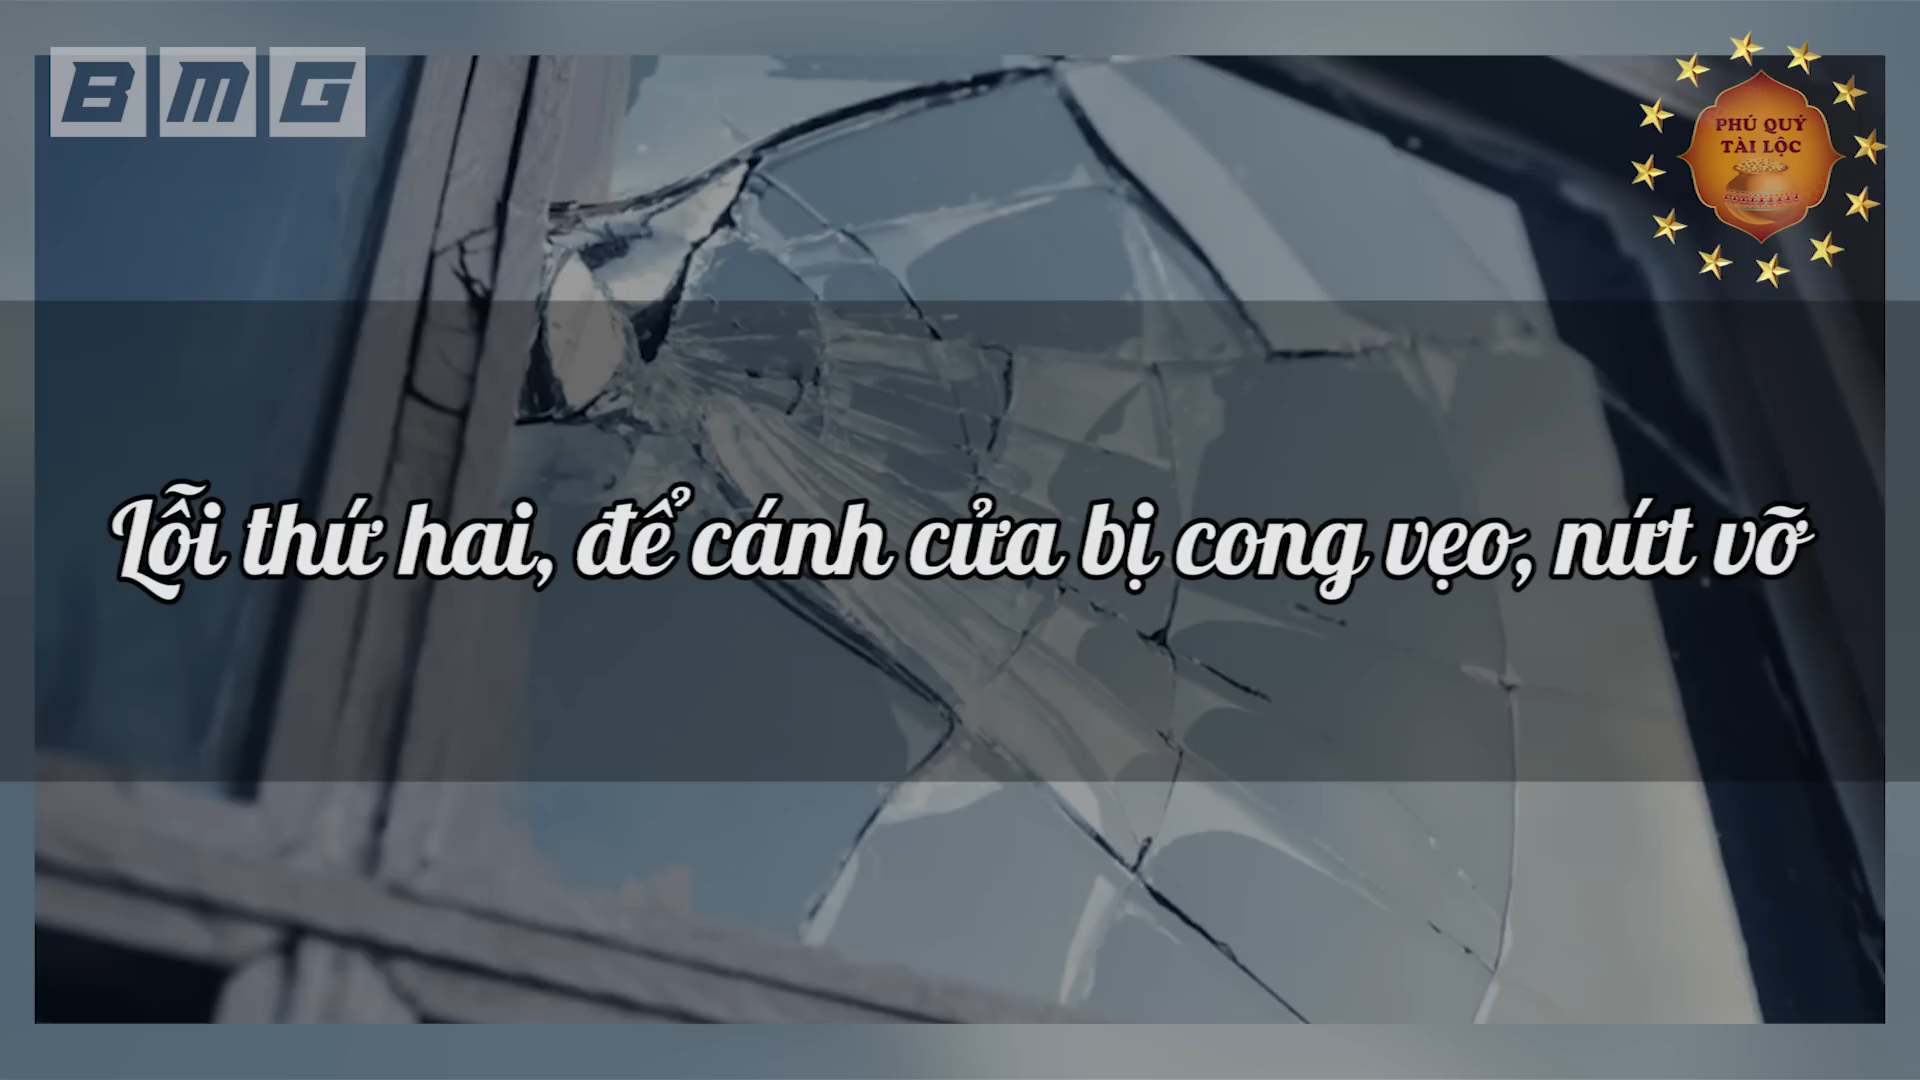 BMG
PHÚ QUÝ
TÀI LỘC
Lỗi thứ hai, để cánh cửa bị cong vẹo, nứt vỡ